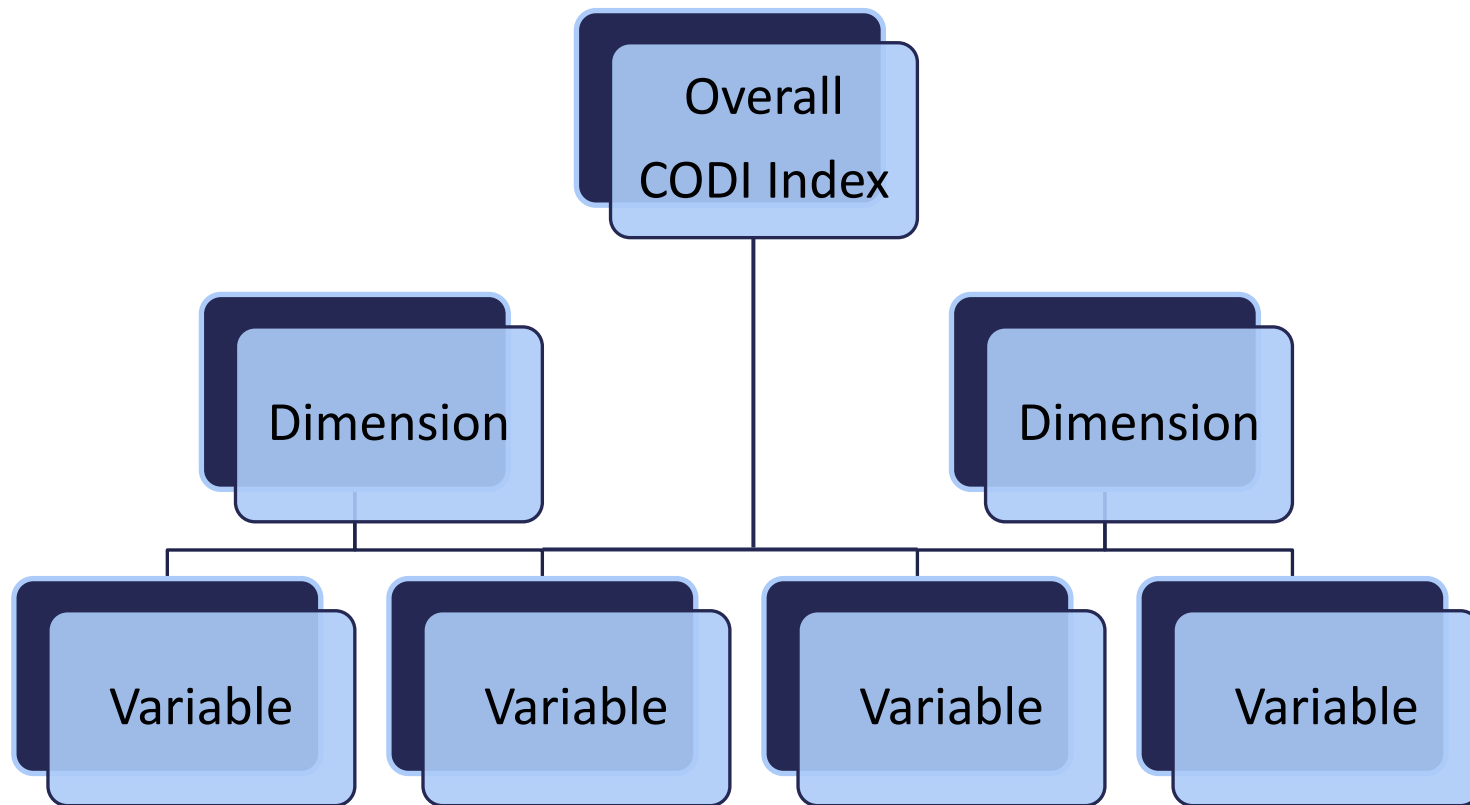 Overall
CODI Index
Dimension
Dimension
Variable
Variable
Variable
Variable